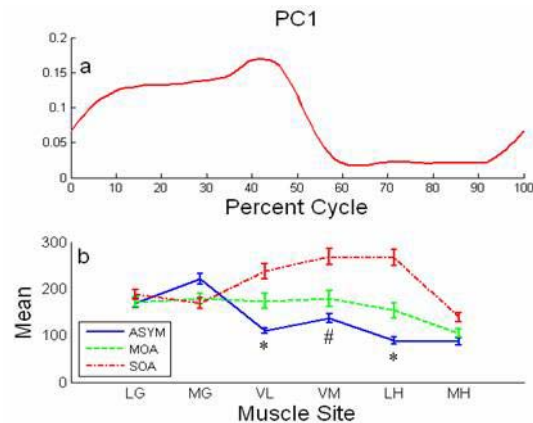 PC1
a
0.2
0.15
0.1
0.05
0
0 10 20 30 40 50 60 70 80 90 100
Percent Cycle
b
300
200
100
0
Mean
ASYM
MOA
SOA
* # *
LG MG VL VM LH MH
Muscle Site